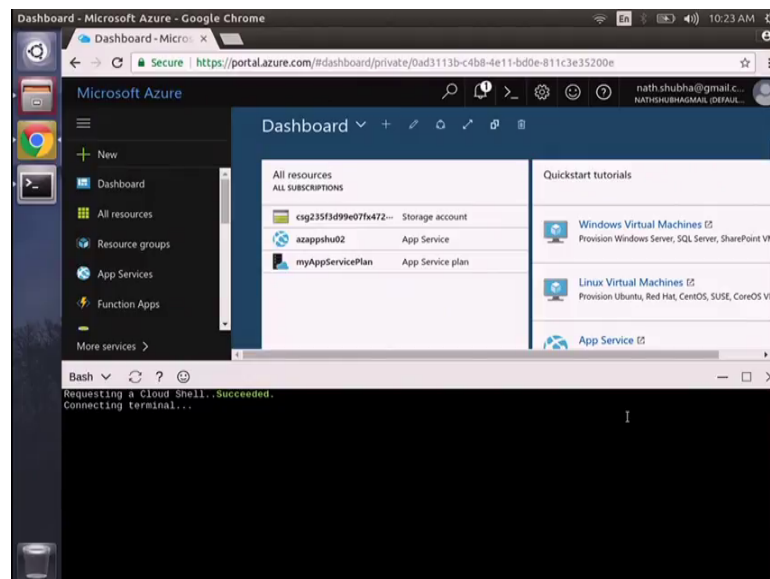 Dashboard - Microsoft Azure - Google Chrome
En
10:23 AM
Dashboard - Micros
Secure
https://portal.azure.com/#dashboard/private/0ad3113b-c4b8-4e11-bd0e-811c3e35200e
Microsoft Azure
1
nath.shubha@gmail.c...
NATHSHUBHAGMAIL (DEFAUL...
Dashboard
New
Dashboard
All resources
Resource groups
App Services
Function Apps
More services
All resources
ALL SUBSCRIPTIONS
csg235f3d99e07fx472... Storage account
azappshu02 App Service
myAppServicePlan App Service plan
Quickstart tutorials
Windows Virtual Machines
Provision Windows Server, SQL Server, SharePoint VM
Linux Virtual Machines
Provision Ubuntu, Red Hat, CentOS, SUSE, CoreOS V
App Service
Bash
Requesting a Cloud Shell..Succeeded.
Connecting terminal...